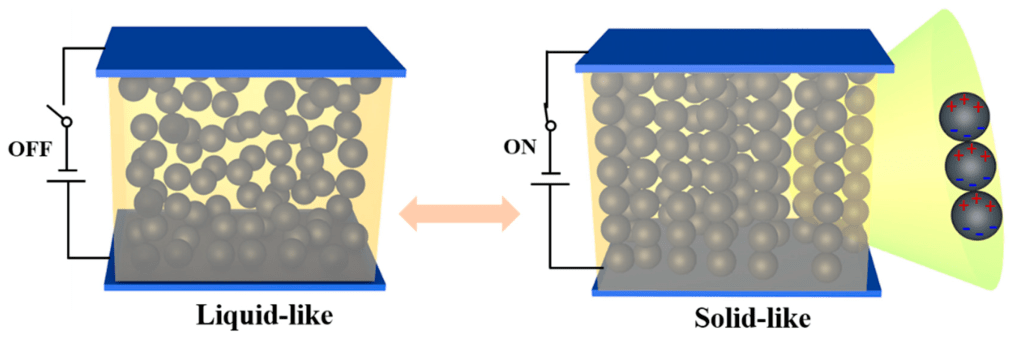 OFF
ON
+ + +
- - -
+ + +
- - -
+ + +
- - -
Liquid-like
Solid-like